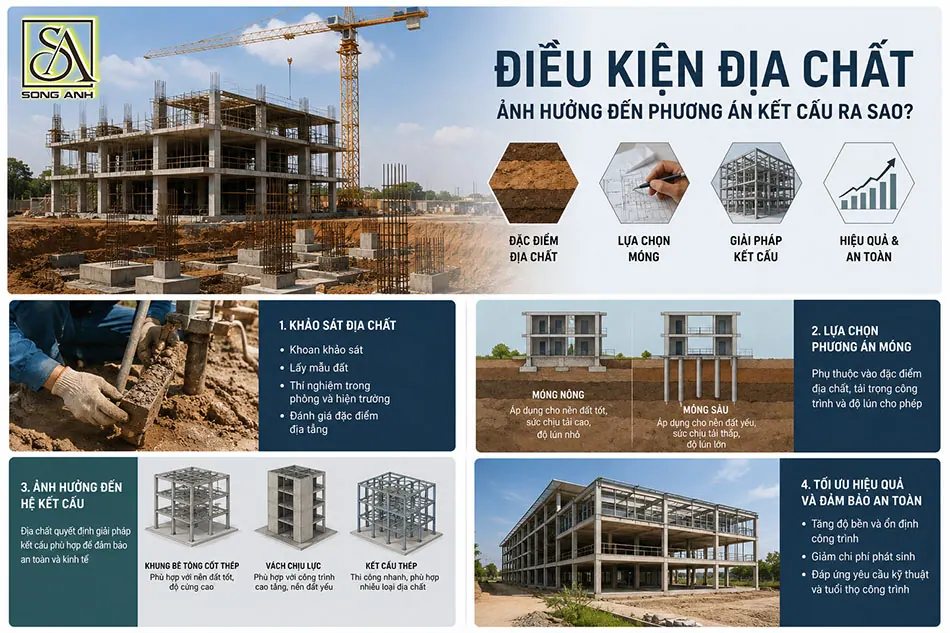 SA
SONG ANH
ĐIỀU KIỆN ĐỊA CHẤT
ẢNH HƯỞNG ĐẾN PHƯƠNG ÁN KẾT CẤU RA SAO?
ĐẶC ĐIỂM
ĐỊA CHẤT
LỰA CHỌN
MÓNG
GIẢI PHÁP
KẾT CẤU
HIỆU QUẢ &
AN TOÀN
1. KHẢO SÁT ĐỊA CHẤT
• Khoan khảo sát
• Lấy mẫu đất
• Thí nghiệm trong
phòng và hiện trường
• Đánh giá đặc điểm
địa tầng
MÓNG NÔNG
Áp dụng cho nền đất tốt,
sức chịu tải cao,
độ lún nhỏ
MÓNG SÂU
Áp dụng cho nền đất yếu,
sức chịu tải thấp,
độ lún lớn
2. LỰA CHỌN
PHƯƠNG ÁN MÓNG
Phụ thuộc vào đặc điểm
địa chất, tải trọng công
trình và độ lún cho phép
3. ẢNH HƯỞNG ĐẾN
HỆ KẾT CẤU
Địa chất quyết định giải pháp
kết cấu phù hợp để đảm bảo
an toàn và kinh tế
KHUNG BÊ TÔNG CỐT THÉP
Phù hợp với nền đất tốt,
độ cứng cao
VÁCH CHỊU LỰC
Phù hợp với công trình
cao tầng, nền đất yếu
KẾT CẤU THÉP
Thi công nhanh, phù hợp
nhiều loại địa chất
4. TỐI ƯU HIỆU QUẢ
VÀ ĐẢM BẢO AN TOÀN
• Tăng độ bền và ổn định
công trình
• Giảm chi phí phát sinh
• Đáp ứng yêu cầu kỹ thuật
và tuổi thọ công trình